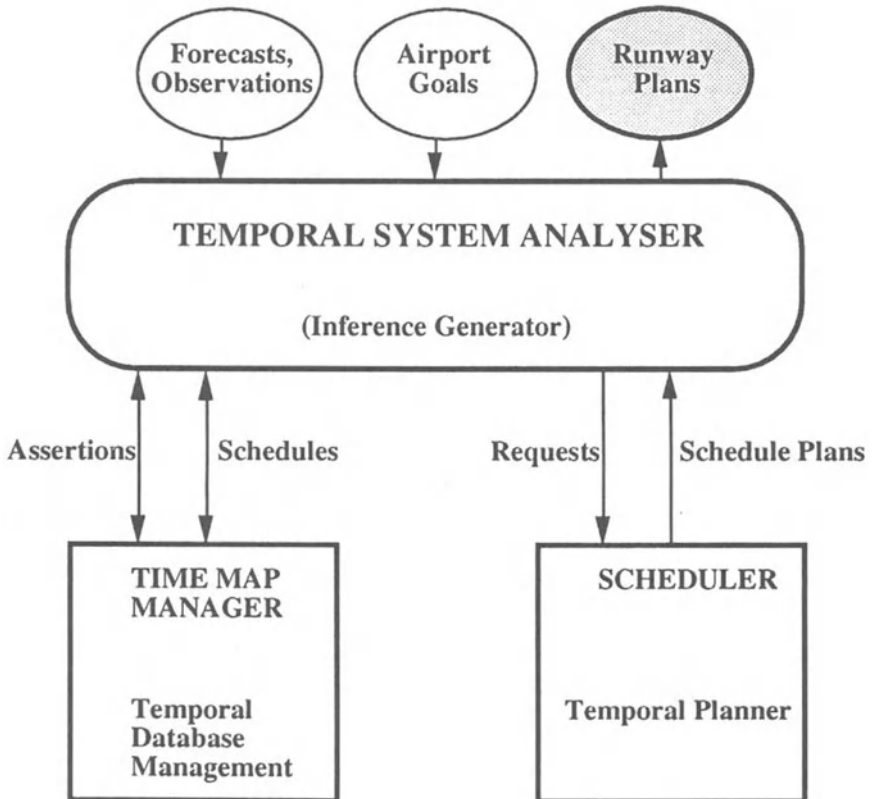 Forecasts,
Observations
Airport
Goals
Runway
Plans
TEMPORAL SYSTEM ANALYSER
(Inference Generator)
Assertions
Schedules
Requests
Schedule Plans
TIME MAP
MANAGER
Temporal
Database
Management
SCHEDULER
Temporal Planner